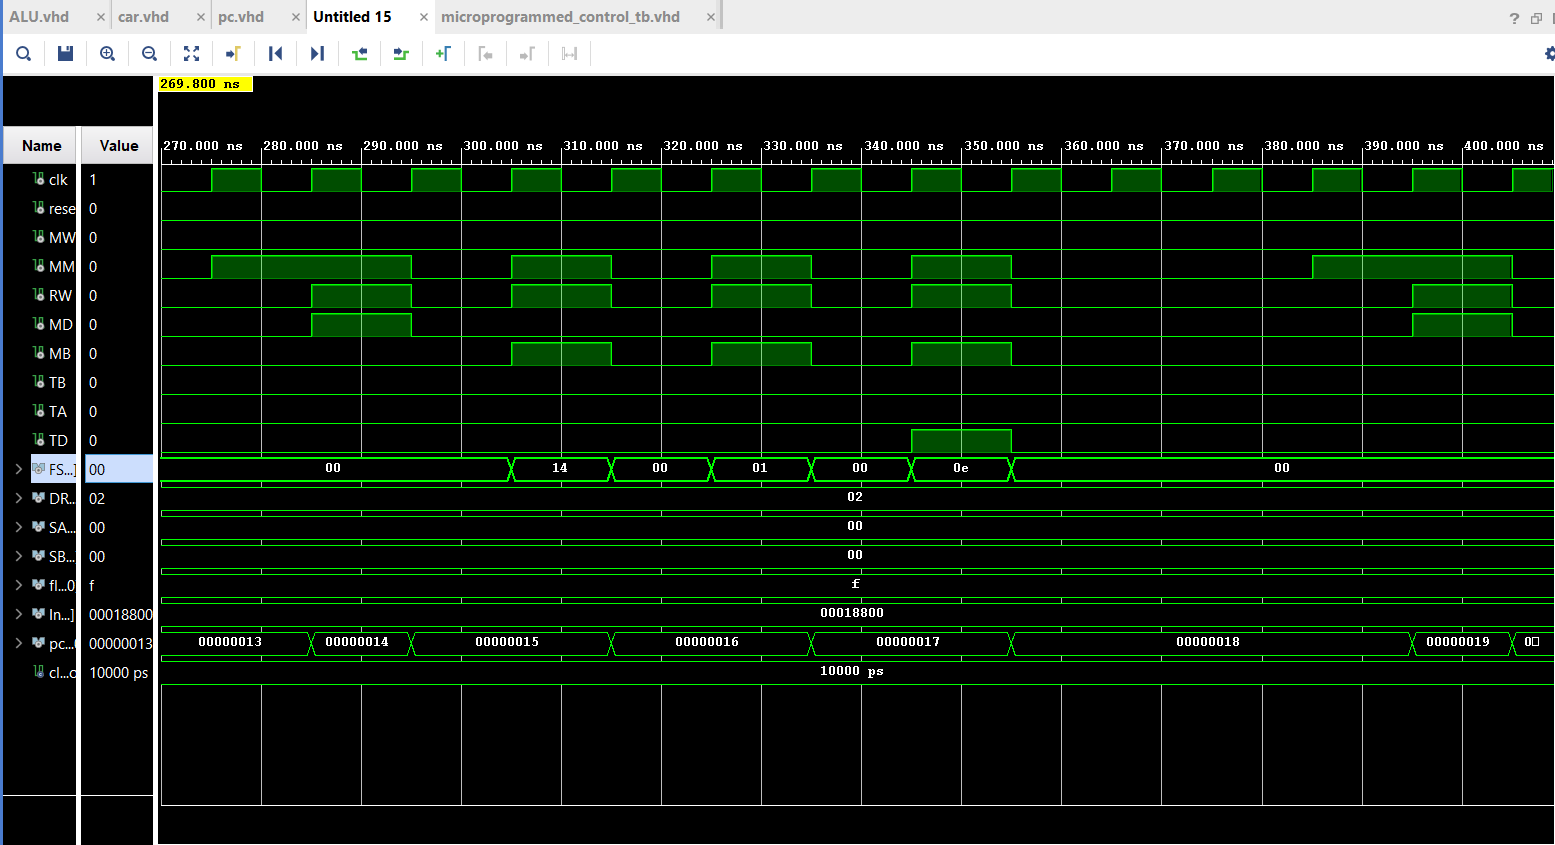 ALU.vhd × car.vhd × pc.vhd × Untitled 15 × microprogrammed_control_tb.vhd ×
?
269.800 ns
Name Value
270.000 ns 280.000 ns 290.000 ns 300.000 ns 310.000 ns 320.000 ns 330.000 ns 340.000 ns 350.000 ns 360.000 ns 370.000 ns 380.000 ns 390.000 ns 400.000 ns
clk 1
rese 0
MW 0
MM 0
RW 0
MD 0
MB 0
TB 0
TA 0
TD 0
FS...] 00 00 14 00 01 00 0e 00
DR... 02 02
SA... 00 00
SB... 00 00
fl...0 f f
In...] 00018800 00018800
pc... 00000013 00000013 00000014 00000015 00000016 00000017 00000018 00000019 0
cl...o 10000 ps 10000 ps